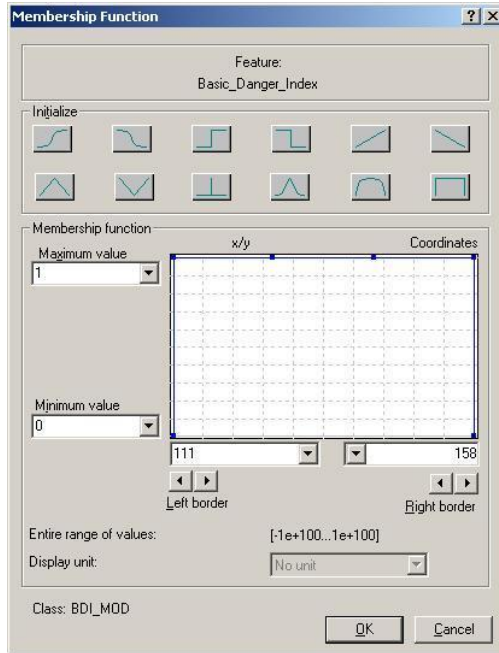 Membership Function
Feature:
Basic_Danger_Index
Initialize
Membership function
x/y Coordinates
Maximum value
1
Minimum value
0
111 158
Left border Right border
Entire range of values: [-1e+100...1e+100]
Display unit: No unit
Class: BDI_MOD
OK Cancel